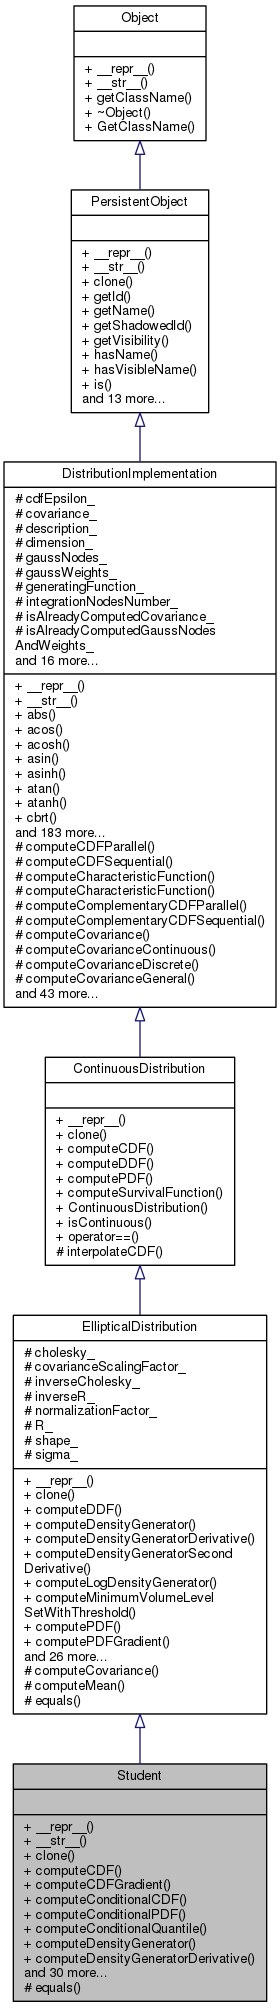 Object
+ __repr__()
+ __str__()
+ getClassName()
+ ~Object()
+ GetClassName()
PersistentObject
+ __repr__()
+ __str__()
+ clone()
+ getId()
+ getName()
+ getShadowedId()
+ getVisibility()
+ hasName()
+ hasVisibleName()
+ is()
and 13 more...
DistributionImplementation
# cdfEpsilon_
# covariance_
# description_
# dimension_
# gaussNodes_
# gaussWeights_
# generatingFunction_
# integrationNodesNumber_
# isAlreadyComputedCovariance_
# isAlreadyComputedGaussNodes
AndWeights_
and 16 more...
+ __repr__()
+ __str__()
+ abs()
+ acos()
+ acosh()
+ asin()
+ asinh()
+ atan()
+ atanh()
+ cbrt()
and 183 more...
# computeCDFParallel()
# computeCDFSequential()
# computeCharacteristicFunction()
# computeCharacteristicFunction()
# computeComplementaryCDFParallel()
# computeComplementaryCDFSequential()
# computeCovariance()
# computeCovarianceContinuous()
# computeCovarianceDiscrete()
# computeCovarianceGeneral()
and 43 more...
ContinuousDistribution
+ __repr__()
+ clone()
+ computeCDF()
+ computeDDF()
+ computePDF()
+ computeSurvivalFunction()
+ ContinuousDistribution()
+ isContinuous()
+ operator==()
# interpolateCDF()
EllipticalDistribution
# cholesky_
# covarianceScalingFactor_
# inverseCholesky_
# inverseR_
# normalizationFactor_
# R_
# shape_
# sigma_
+ __repr__()
+ clone()
+ computeDDF()
+ computeDensityGenerator()
+ computeDensityGeneratorDerivative()
+ computeDensityGeneratorSecond
Derivative()
+ computeLogDensityGenerator()
+ computeMinimumVolumeLevel
SetWithThreshold()
+ computePDF()
+ computePDFGradient()
and 26 more...
# computeCovariance()
# computeMean()
# equals()
Student
+ __repr__()
+ __str__()
+ clone()
+ computeCDF()
+ computeCDFGradient()
+ computeConditionalCDF()
+ computeConditionalPDF()
+ computeConditionalQuantile()
+ computeDensityGenerator()
+ computeDensityGeneratorDerivative()
and 30 more...
# equals()